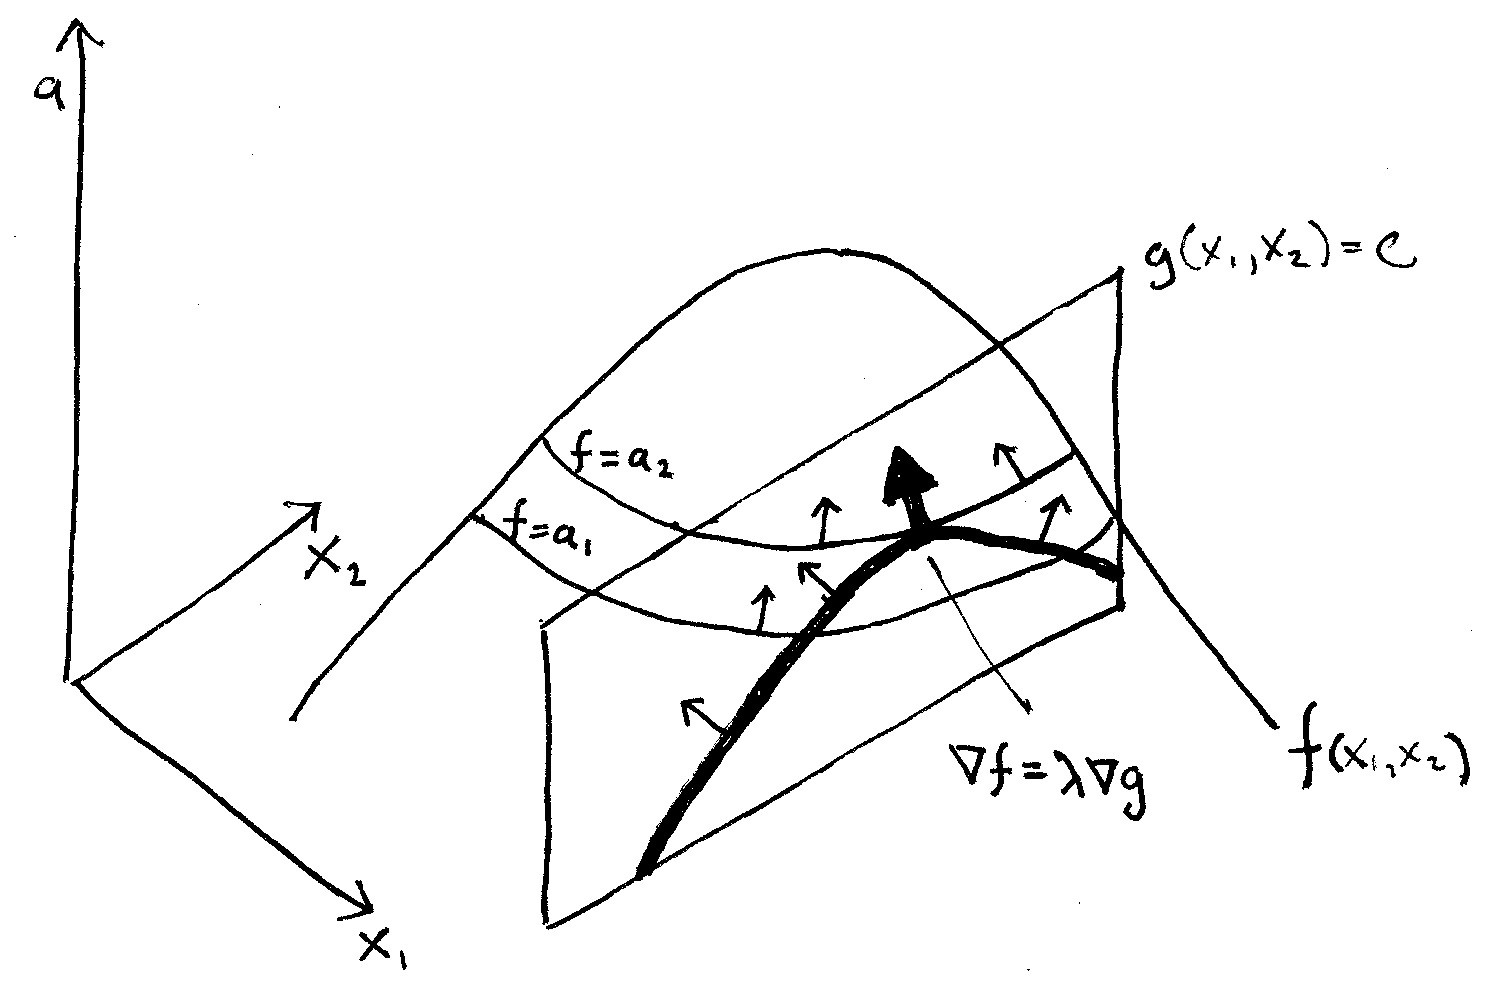 a
g(x₁,x₂)=c
f=a₂
f=a₁
x₂
∇f=λ∇g
f(x₁,x₂)
x₁